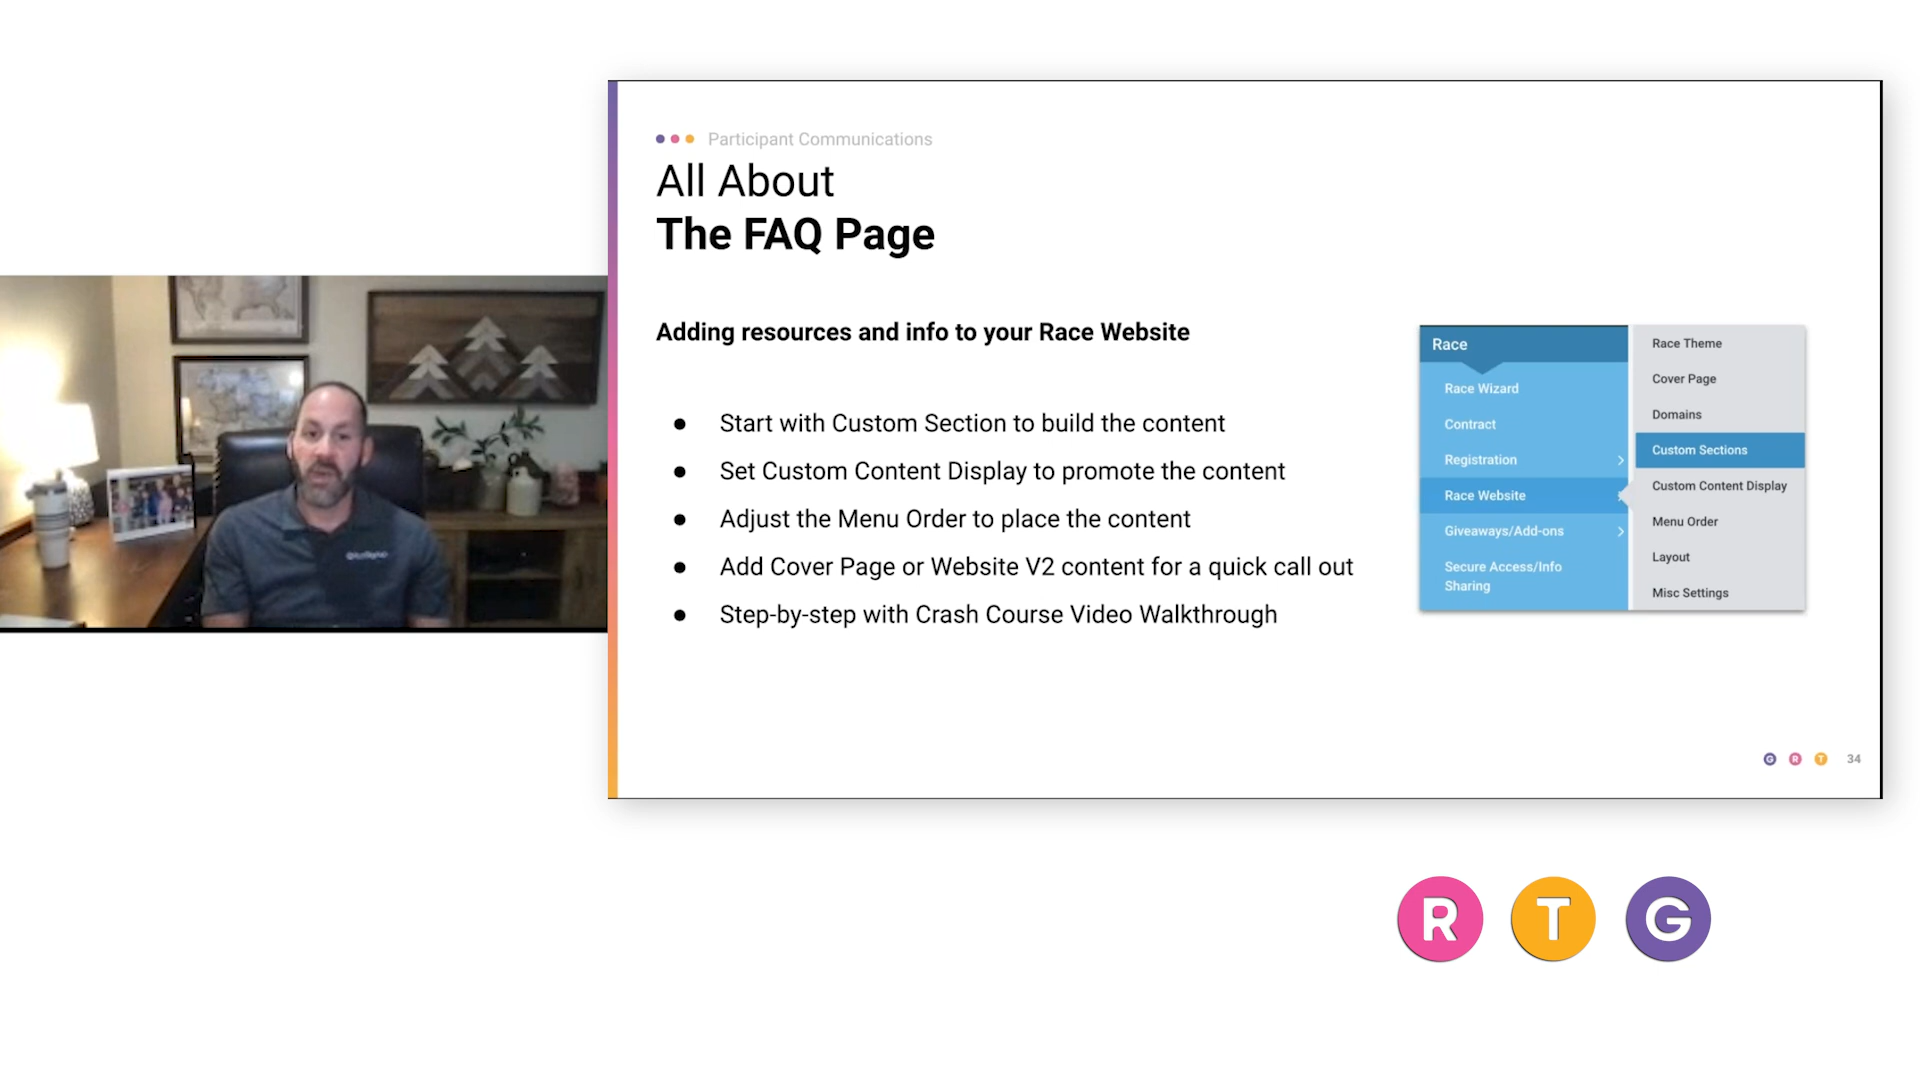 Participant Communications
All About
The FAQ Page
Adding resources and info to your Race Website
● Start with Custom Section to build the content
● Set Custom Content Display to promote the content
● Adjust the Menu Order to place the content
● Add Cover Page or Website V2 content for a quick call out
● Step-by-step with Crash Course Video Walkthrough
Race
Race Wizard
Contract
Registration
Race Website
Giveaways/Add-ons
Secure Access/Info
Sharing
Race Theme
Cover Page
Domains
Custom Sections
Custom Content Display
Menu Order
Layout
Misc Settings
G R T 34
R T G